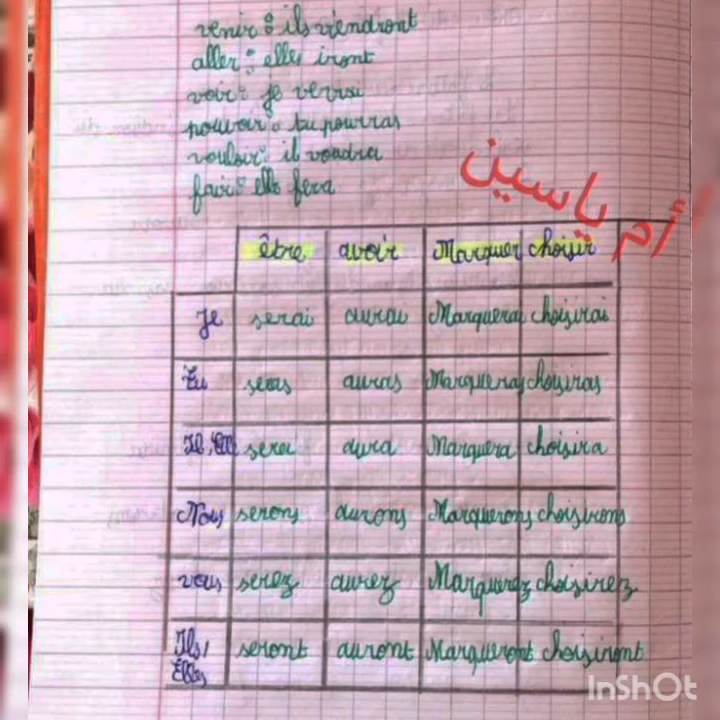 venir : ils viendront
aller : elles iront
voir : je verrai
pouvoir : tu pourras
vouloir : il voudra
fair : elle fera
أم ياسين
être avoir Marquer choisir
Je serai aurai Marquerai choisirai
Tu seras auras Marqueras choisiras
Il, Elle sera aura Marquera choisira
Nous serons aurons Marquerons choisirons
vous serez aurez Marquerez choisirez
Ils/ seront auront Marqueront choisiront
Elles
InShOt